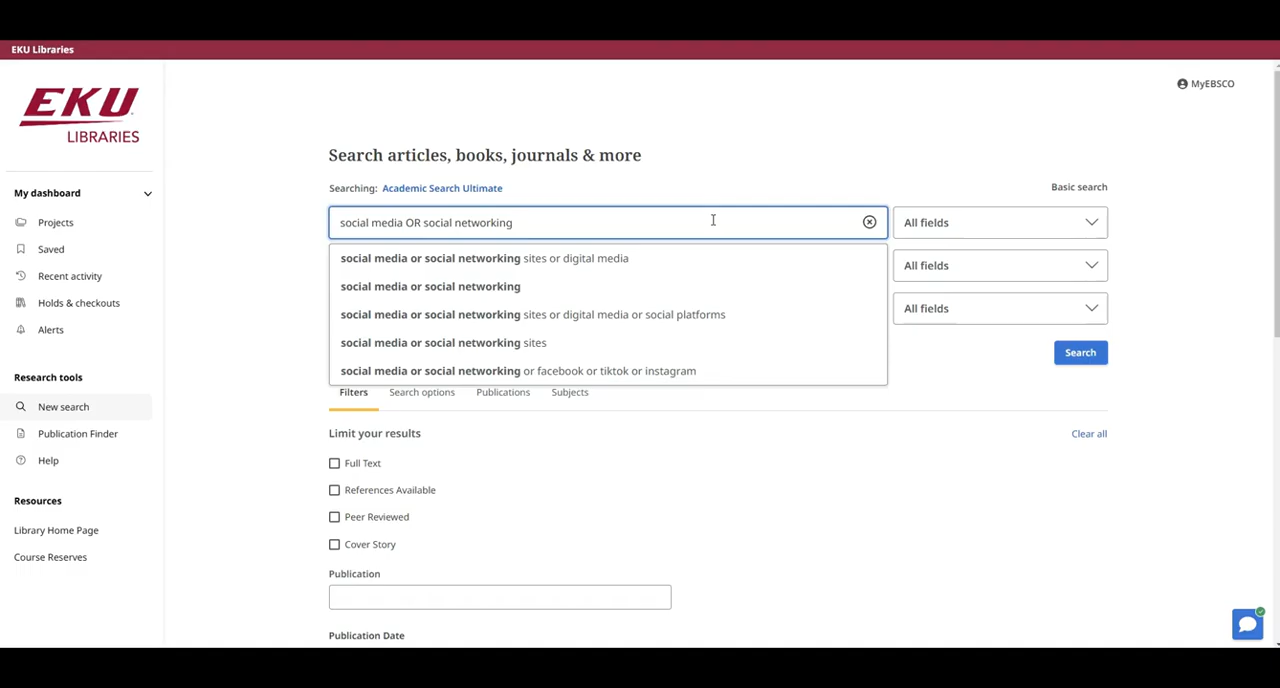 EKU Libraries
EKU
LIBRARIES
MyEBSCO
My dashboard
Projects
Saved
Recent activity
Holds & checkouts
Alerts
Research tools
New search
Publication Finder
Help
Resources
Library Home Page
Course Reserves
Search articles, books, journals & more
Searching: Academic Search Ultimate
Basic search
social media OR social networking
All fields
social media or social networking sites or digital media
All fields
social media or social networking
social media or social networking sites or digital media or social platforms
All fields
social media or social networking sites
Search
social media or social networking or facebook or tiktok or instagram
Filters Search options Publications Subjects
Limit your results
Clear all
Full Text
References Available
Peer Reviewed
Cover Story
Publication
Publication Date